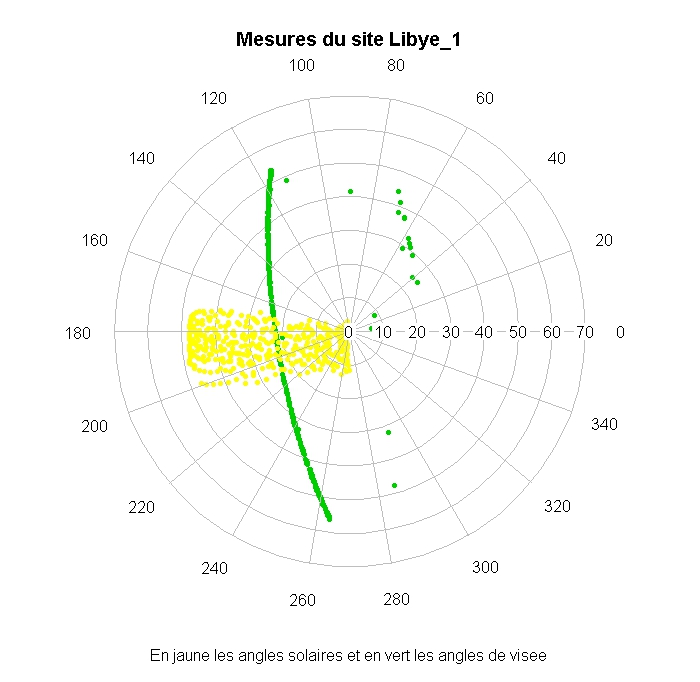 Mesures du site Libye_1
100 80
120 60
140 40
160 20
180 0 10 20 30 40 50 60 70 0
200 340
220 320
240 300
260 280
En jaune les angles solaires et en vert les angles de visee